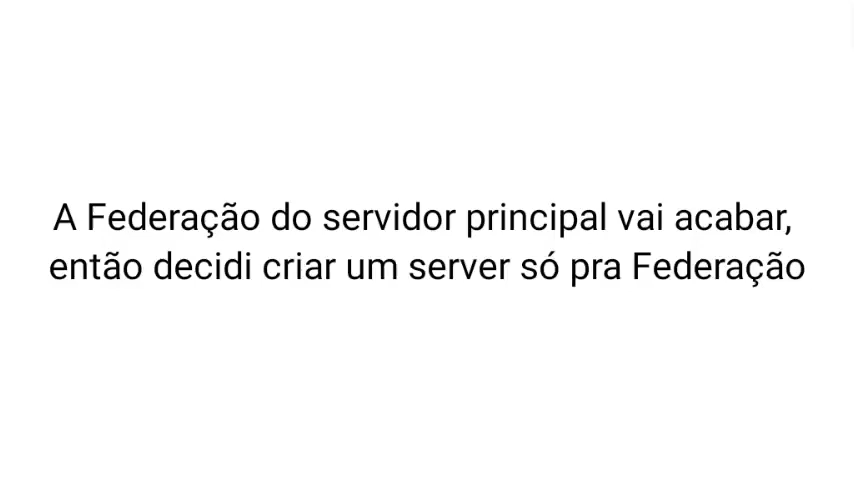 A Federação do servidor principal vai acabar,
então decidi criar um server só pra Federação